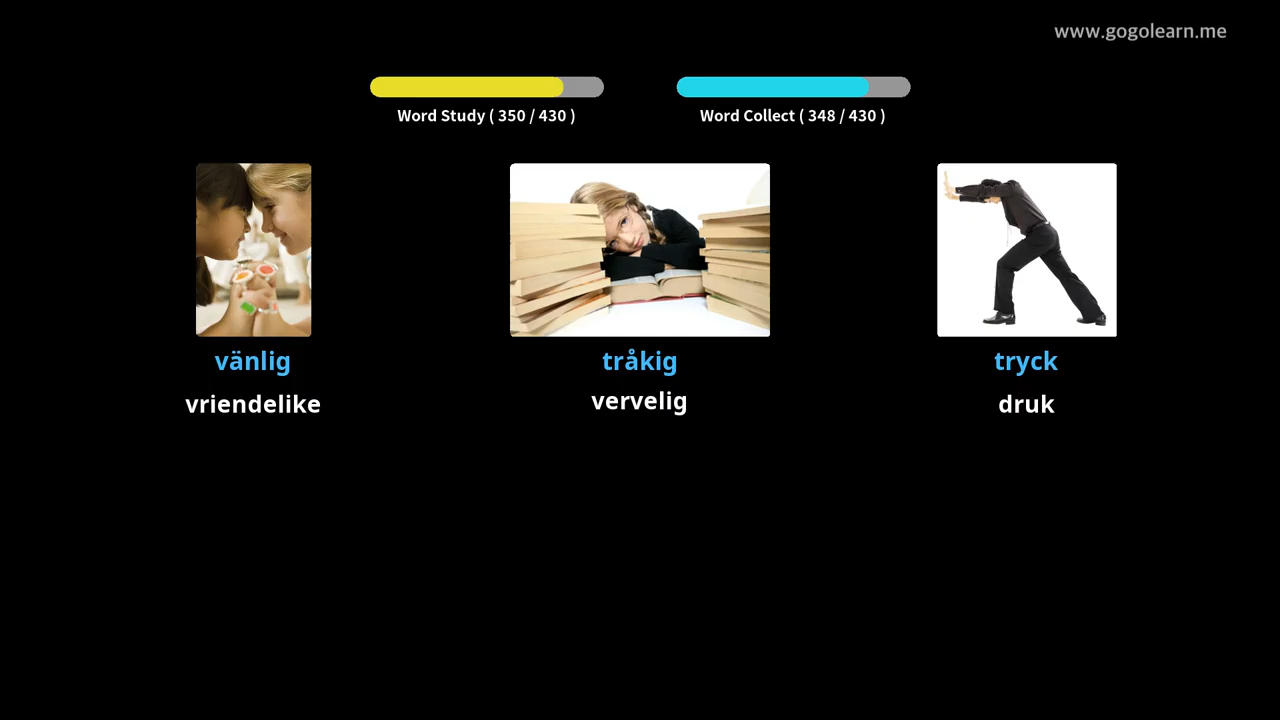 www.gogolearn.me
Word Study ( 350 / 430 )
Word Collect ( 348 / 430 )
vänlig
vriendelike
tråkig
vervelig
tryck
druk